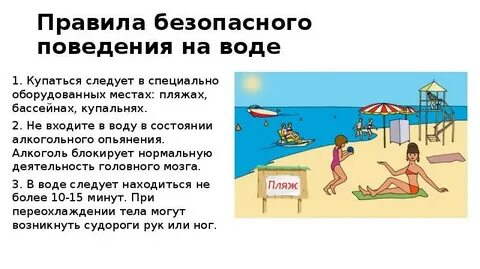 Правила безопасного
поведения на воде
1. Купаться следует в специально
оборудованных местах: пляжах,
бассейнах, купальнях.
2. Не входите в воду в состоянии
алкогольного опьянения.
Алкоголь блокирует нормальную
деятельность головного мозга.
3. В воде следует находиться не
более 10-15 минут. При
переохлаждении тела могут
возникнуть судороги рук или ног.
Пляж